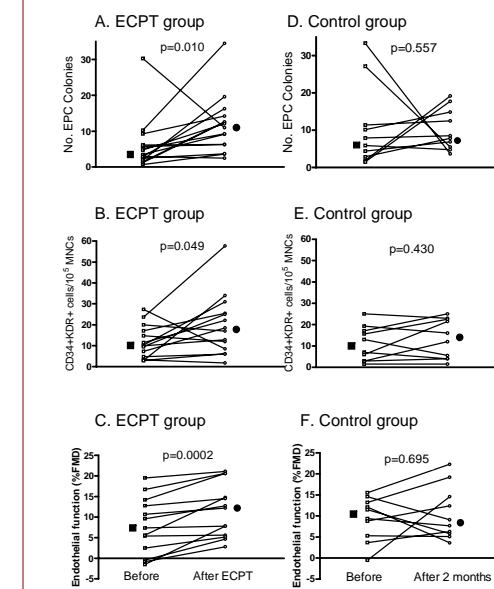 A. ECPT group
D. Control group
p=0.010
p=0.557
No. EPC Colonies
30
20
10
0
No. EPC Colonies
30
20
10
0
B. ECPT group
E. Control group
p=0.049
p=0.430
CD34+KDR+ cells/10⁵ MNCs
60
50
40
30
20
10
0
CD34+KDR+ cells/10⁵ MNCs
60
50
40
30
20
10
0
C. ECPT group
F. Control group
p=0.0002
p=0.695
Endothelial function (%FMD)
25
20
15
10
5
0
-5
Endothelial function (%FMD)
25
20
15
10
5
0
-5
Before
After ECPT
Before
After 2 months